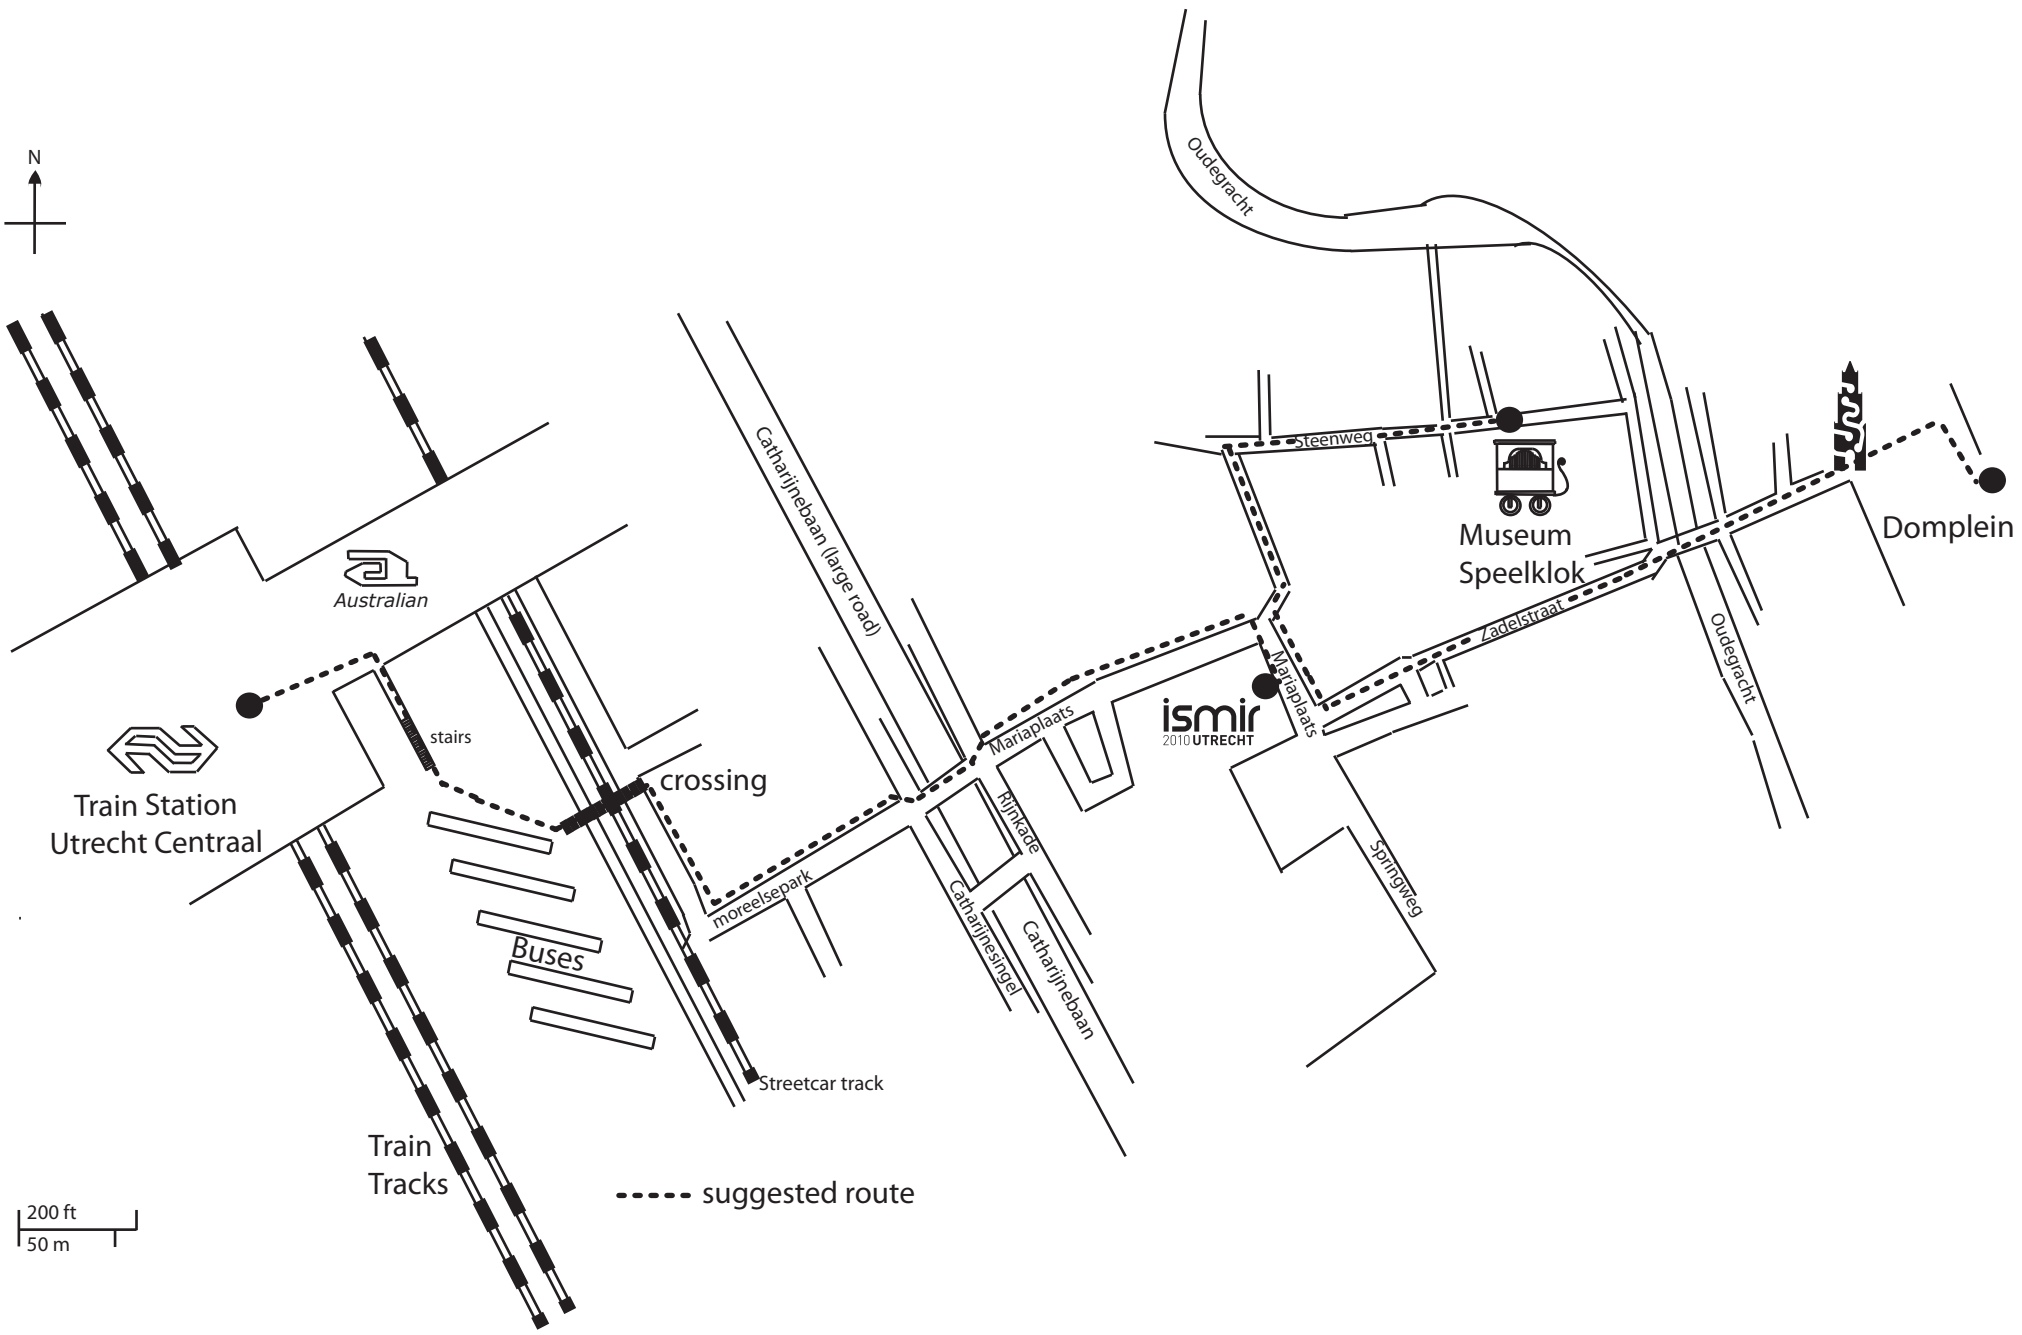 N
Oudegracht
Catharijnebaan (large road)
Steenweg
Museum
Speelklok
Domplein
Australian
Zadelstraat
Oudegracht
stairs
Mariaplaats
Mariaplaats
ismir
2010 UTRECHT
crossing
Train Station
Utrecht Centraal
Rijnkade
moreelsepark
Springweg
Catharijnesingel
Catharijnebaan
Buses
Streetcar track
Train
Tracks
suggested route
200 ft
50 m